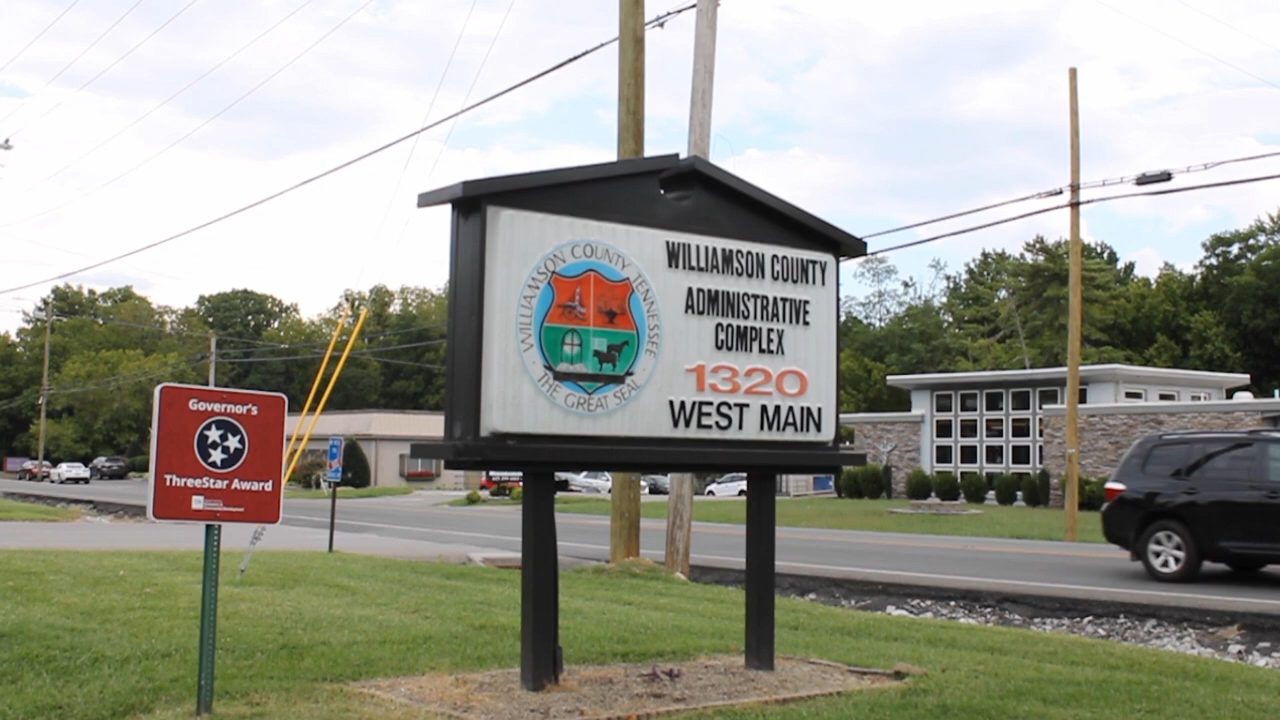 WILLIAMSON COUNTY
ADMINISTRATIVE
COMPLEX
1320
WEST MAIN
WILLIAMSON COUNTY, TENNESSEE
THE GREAT SEAL
Governor's
ThreeStar Award